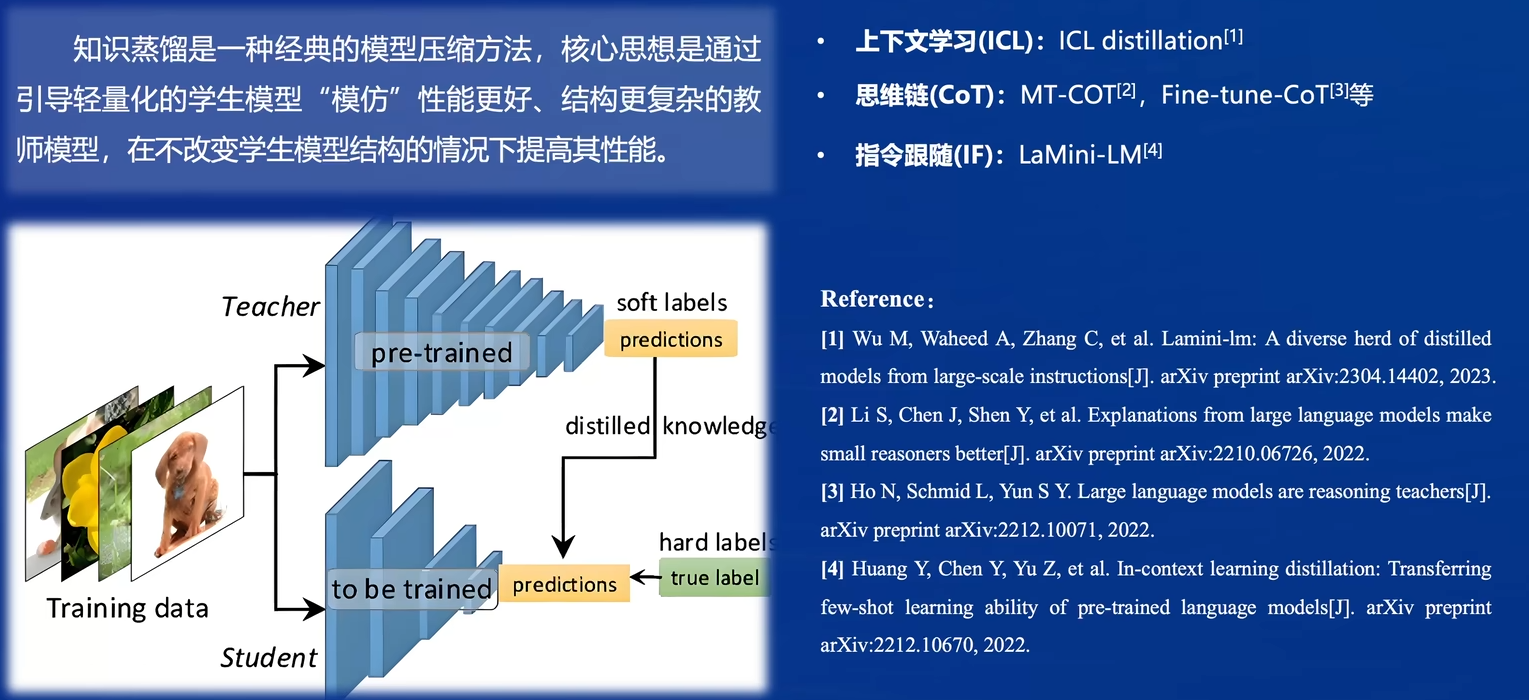 知识蒸馏是一种经典的模型压缩方法，核心思想是通过
引导轻量化的学生模型“模仿”性能更好、结构更复杂的教
师模型，在不改变学生模型结构的情况下提高其性能。
Teacher
pre-trained
soft labels
predictions
distilled knowledge
Training data
to be trained
Student
predictions
hard labels
true label
• 上下文学习(ICL)：ICL distillation[1]
• 思维链(CoT)：MT-COT[2]，Fine-tune-CoT[3]等
• 指令跟随(IF)：LaMini-LM[4]
Reference：
[1] Wu M, Waheed A, Zhang C, et al. Lamini-lm: A diverse herd of distilled
models from large-scale instructions[J]. arXiv preprint arXiv:2304.14402, 2023.
[2] Li S, Chen J, Shen Y, et al. Explanations from large language models make
small reasoners better[J]. arXiv preprint arXiv:2210.06726, 2022.
[3] Ho N, Schmid L, Yun S Y. Large language models are reasoning teachers[J].
arXiv preprint arXiv:2212.10071, 2022.
[4] Huang Y, Chen Y, Yu Z, et al. In-context learning distillation: Transferring
few-shot learning ability of pre-trained language models[J]. arXiv preprint
arXiv:2212.10670, 2022.